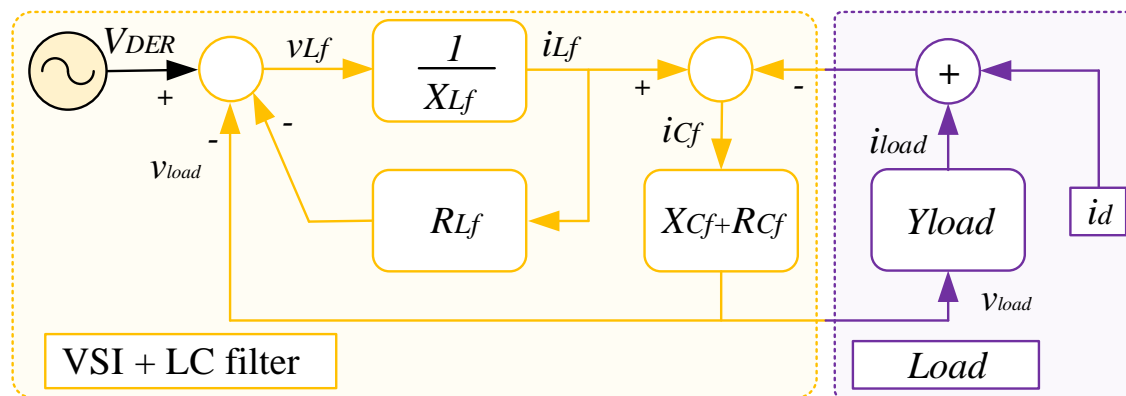 VDER
+
-
-
vload
vLf
1
XLf
iLf
RLf
+
-
iCf
XCf+RCf
+
iload
Yload
id
vload
VSI + LC filter
Load